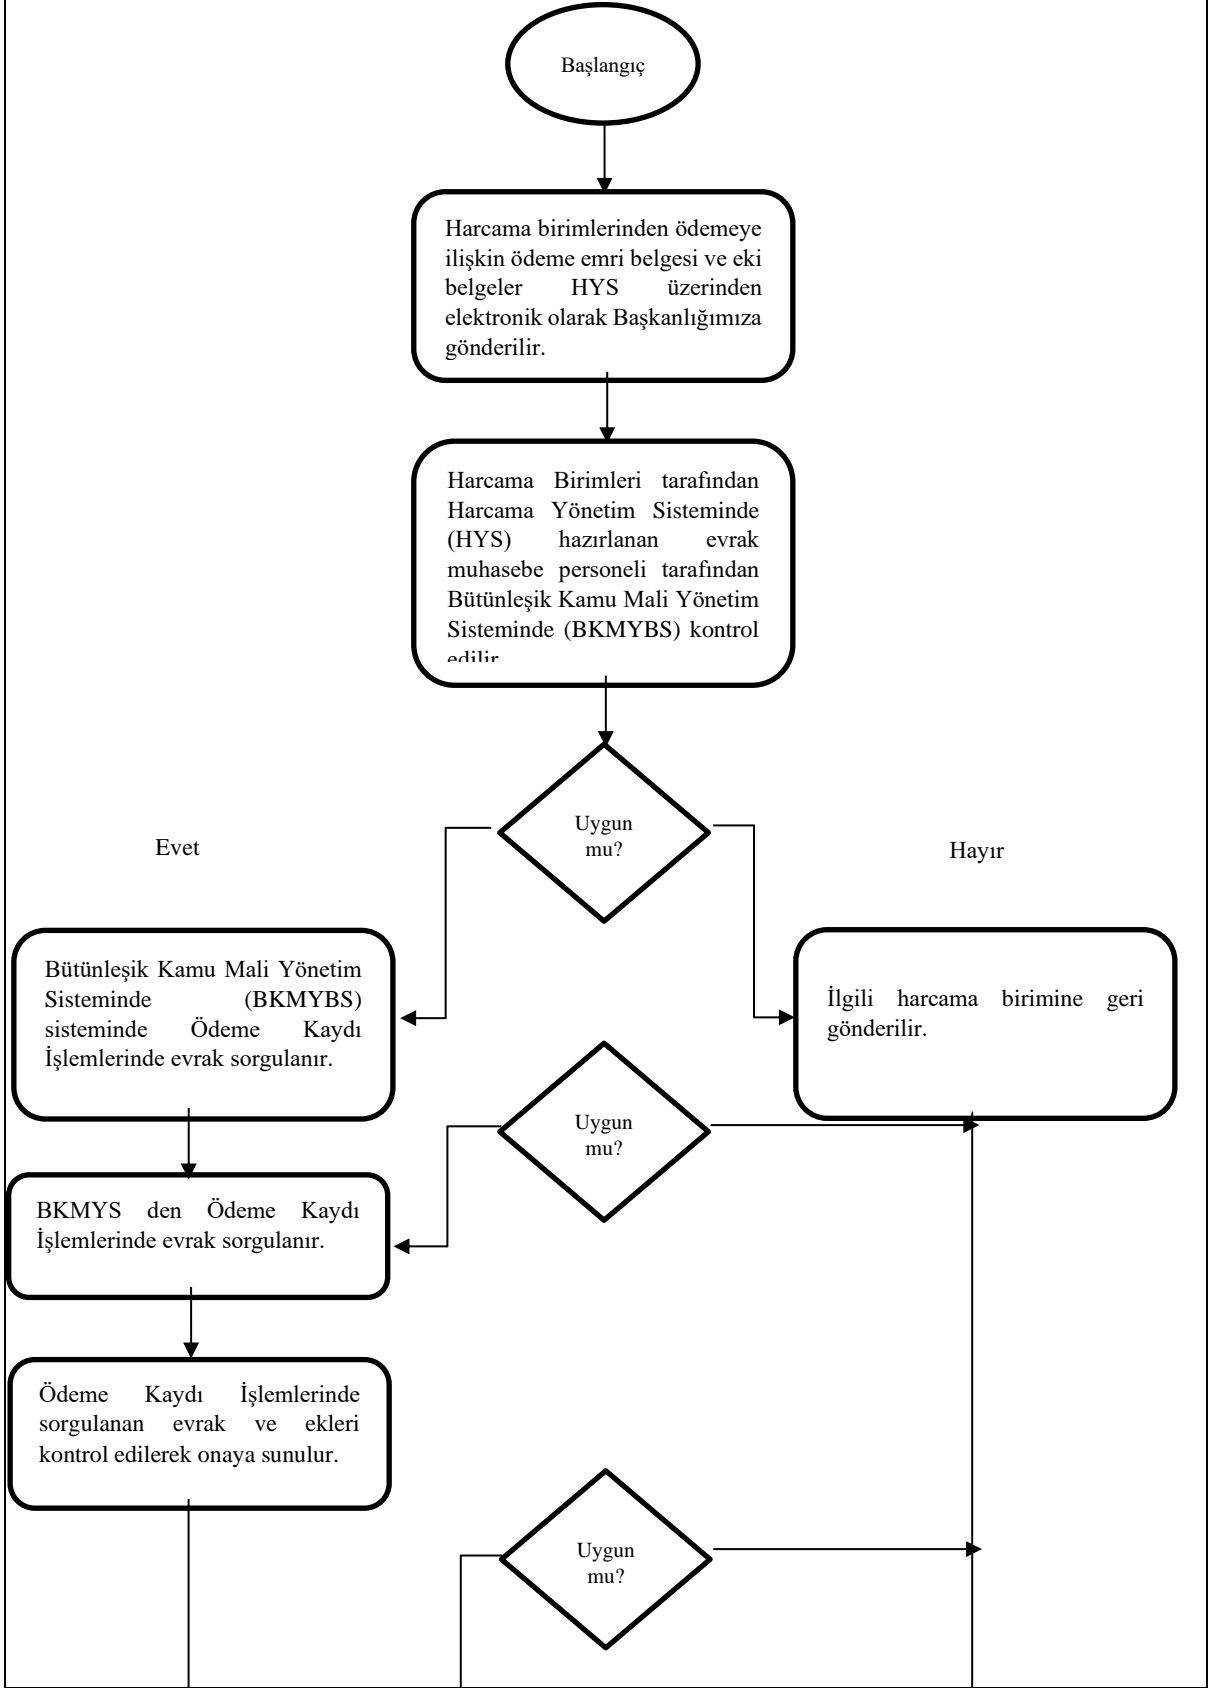 Başlangıç
Harcama birimlerinden ödemeye
ilişkin ödeme emri belgesi ve eki
belgeler HYS üzerinden
elektronik olarak Başkanlığımıza
gönderilir.
Harcama Birimleri tarafından
Harcama Yönetim Sisteminde
(HYS) hazırlanan evrak
muhasebe personeli tarafından
Bütünleşik Kamu Mali Yönetim
Sisteminde (BKMYBS) kontrol
edilir
Uygun
mu?
Evet
Hayır
Bütünleşik Kamu Mali Yönetim
Sisteminde (BKMYBS)
sisteminde Ödeme Kaydı
İşlemlerinde evrak sorgulanır.
İlgili harcama birimine geri
gönderilir.
Uygun
mu?
BKMYS den Ödeme Kaydı
İşlemlerinde evrak sorgulanır.
Ödeme Kaydı İşlemlerinde
sorgulanan evrak ve ekleri
kontrol edilerek onaya sunulur.
Uygun
mu?